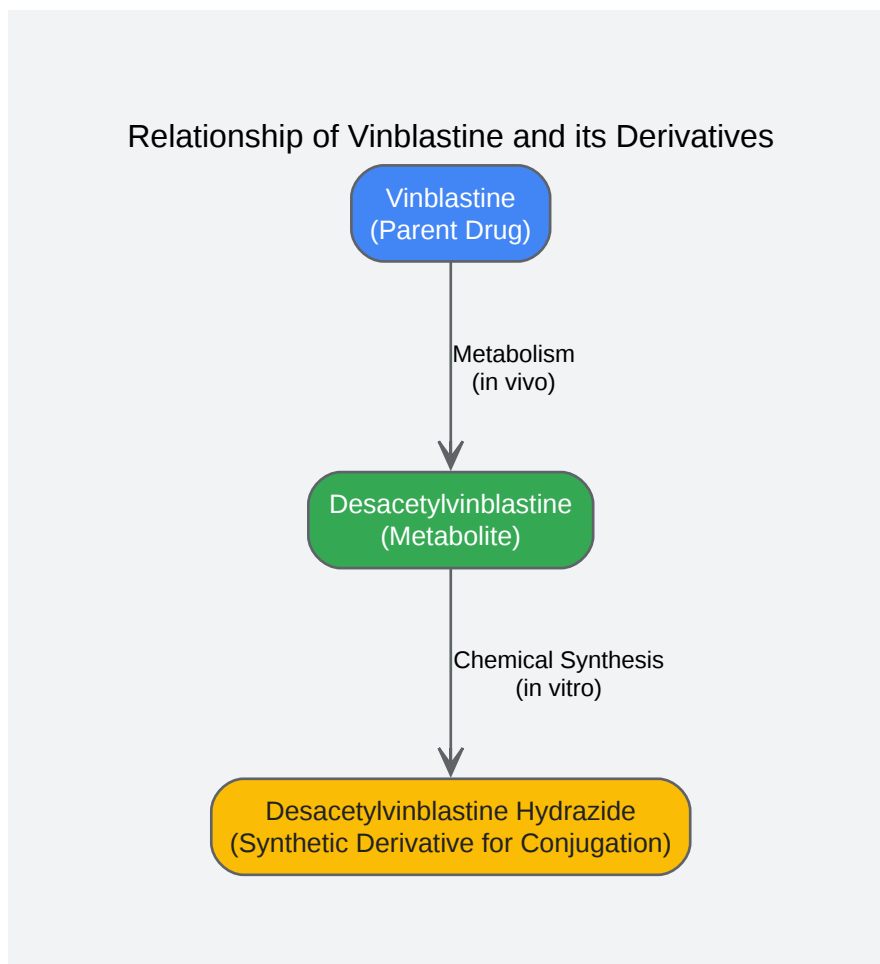 Relationship of Vinblastine and its Derivatives
Vinblastine
(Parent Drug)
Metabolism
(in vivo)
Desacetylvinblastine
(Metabolite)
Chemical Synthesis
(in vitro)
Desacetylvinblastine Hydrazide
(Synthetic Derivative for Conjugation)